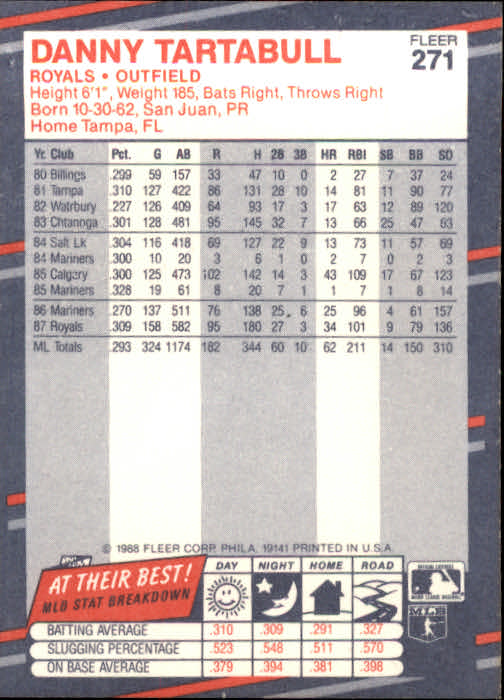 DANNY TARTABULL
FLEER
271
ROYALS • OUTFIELD
Height 6'1", Weight 185, Bats Right, Throws Right
Born 10-30-62, San Juan, PR
Home Tampa, FL
Yr. Club Pct. G AB R H 2B 3B HR RBI SB BB SO
80 Billings .299 59 157 33 47 10 0 2 27 7 37 24
81 Tampa .310 127 422 86 131 28 10 14 81 11 90 77
82 Watrbury .227 126 409 64 93 17 3 17 63 12 89 120
83 Chtanoga .301 128 481 95 145 32 7 13 66 25 47 63
84 Salt Lk .304 116 418 69 127 22 9 13 73 11 57 69
84 Mariners .300 10 20 3 6 1 0 2 7 0 2 3
85 Calgary .300 125 473 102 142 14 3 43 109 17 67 123
85 Mariners .328 19 61 8 20 7 1 1 7 1 8 14
86 Mariners .270 137 511 76 138 25 6 25 96 4 61 157
87 Royals .309 158 582 95 180 27 3 34 101 9 79 136
ML Totals .293 324 1174 182 344 60 10 62 211 14 150 310
© 1988 FLEER CORP. PHILA. 19141 PRINTED IN U.S.A.
AT THEIR BEST!
MLB STAT BREAKDOWN
DAY NIGHT HOME ROAD
BATTING AVERAGE .310 .309 .291 .327
SLUGGING PERCENTAGE .523 .548 .511 .570
ON BASE AVERAGE .379 .394 .381 .398
MLB